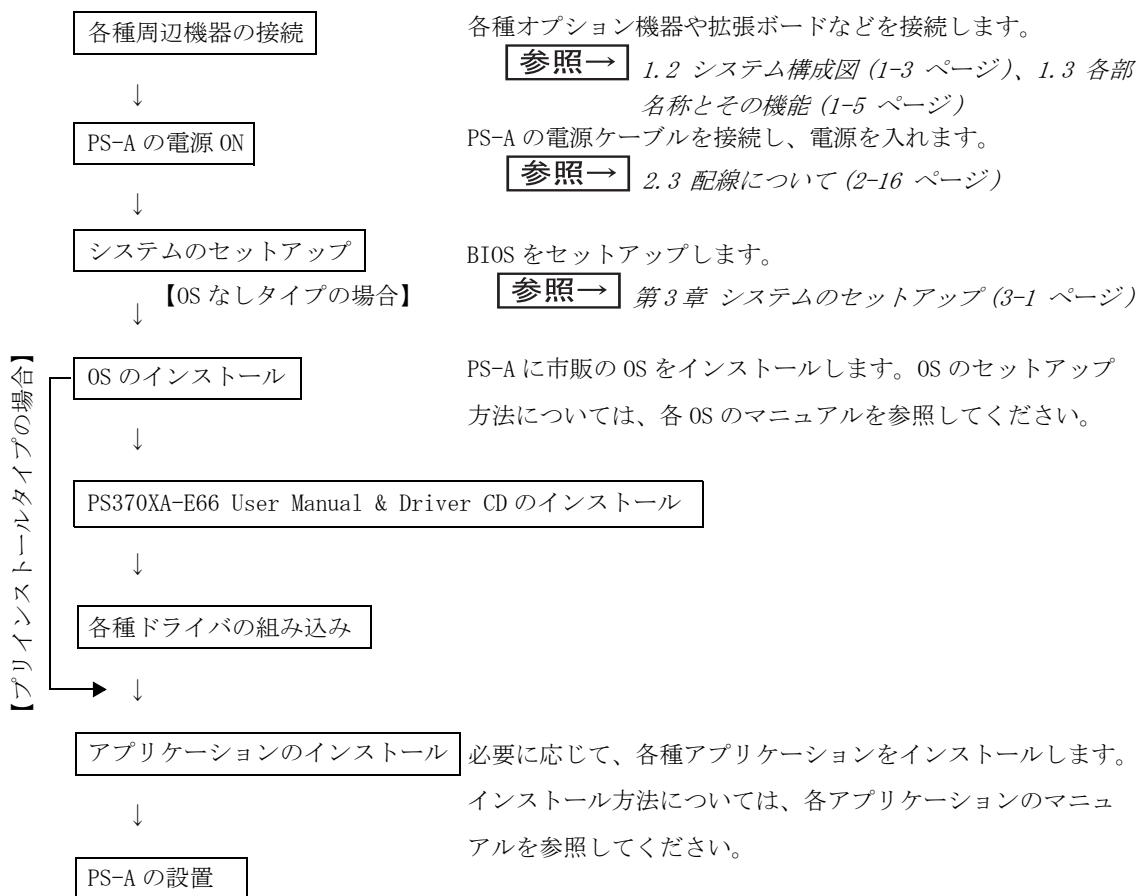 各種周辺機器の接続
各種オプション機器や拡張ボードなどを接続します。
参照→ 1.2 システム構成図 (1-3 ページ)、1.3 各部
名称とその機能 (1-5 ページ)
↓
PS-A の電源 ON
PS-A の電源ケーブルを接続し、電源を入れます。
参照→ 2.3 配線について (2-16 ページ)
↓
システムのセットアップ
BIOS をセットアップします。
【OS なしタイプの場合】
参照→ 第3章 システムのセットアップ (3-1 ページ)
↓
【プリインストールタイプの場合】
OS のインストール
PS-A に市販の OS をインストールします。OS のセットアップ
方法については、各 OS のマニュアルを参照してください。
↓
PS370XA-E66 User Manual & Driver CD のインストール
↓
各種ドライバの組み込み
↓
アプリケーションのインストール
必要に応じて、各種アプリケーションをインストールします。
インストール方法については、各アプリケーションのマニュ
アルを参照してください。
↓
PS-A の設置